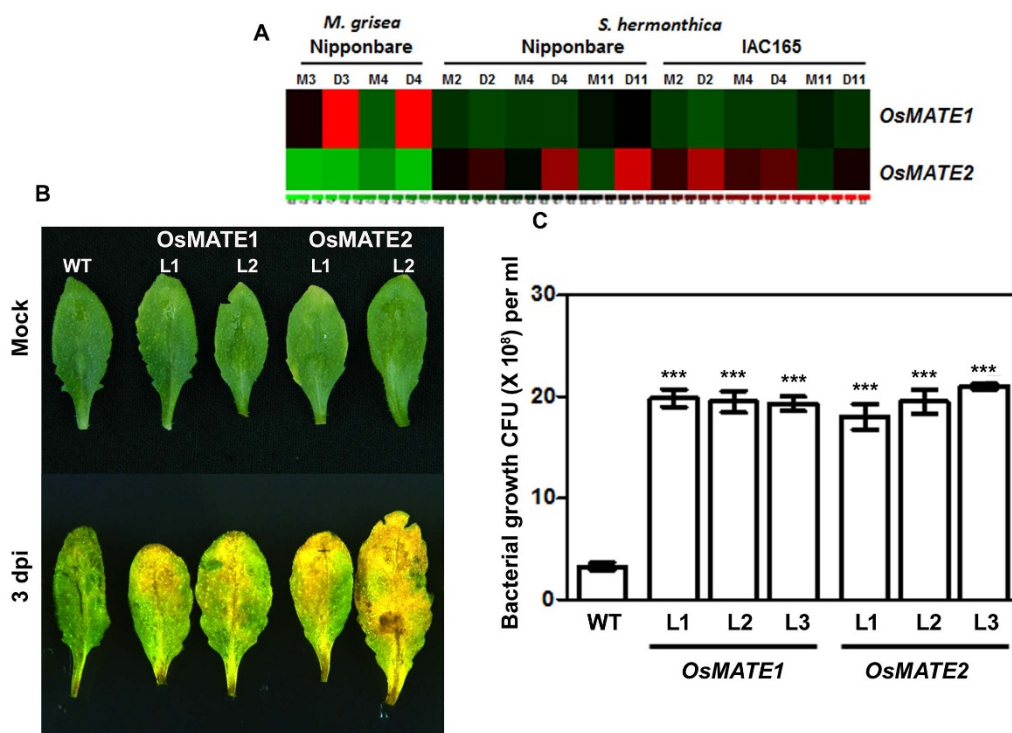 A
M. grisea
S. hermonthica
Nipponbare
Nipponbare
IAC165
M3 D3 M4 D4 M2 D2 M4 D4 M11 D11 M2 D2 M4 D4 M11 D11
OsMATE1
OsMATE2
B
OsMATE1 OsMATE2
WT L1 L2 L1 L2
Mock
3 dpi
C
Bacterial growth CFU (X 10⁸) per ml
30
20
10
0
*** *** *** *** *** ***
WT L1 L2 L3 L1 L2 L3
OsMATE1 OsMATE2